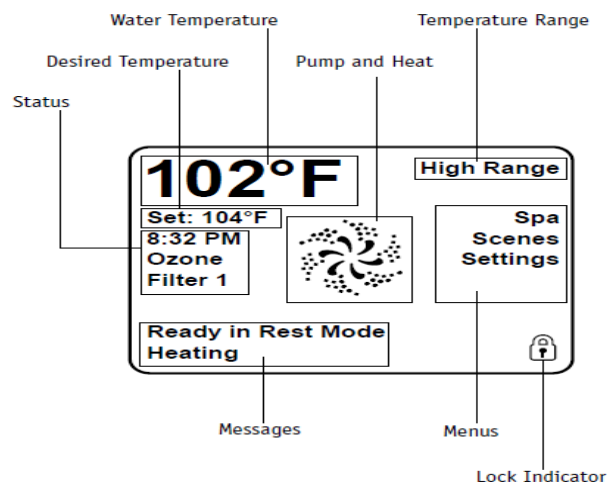 Water Temperature
Temperature Range
Desired Temperature
Pump and Heat
Status
102°F
High Range
Set: 104°F
8:32 PM
Ozone
Filter 1
Spa
Scenes
Settings
Ready in Rest Mode
Heating
Messages
Menus
Lock Indicator